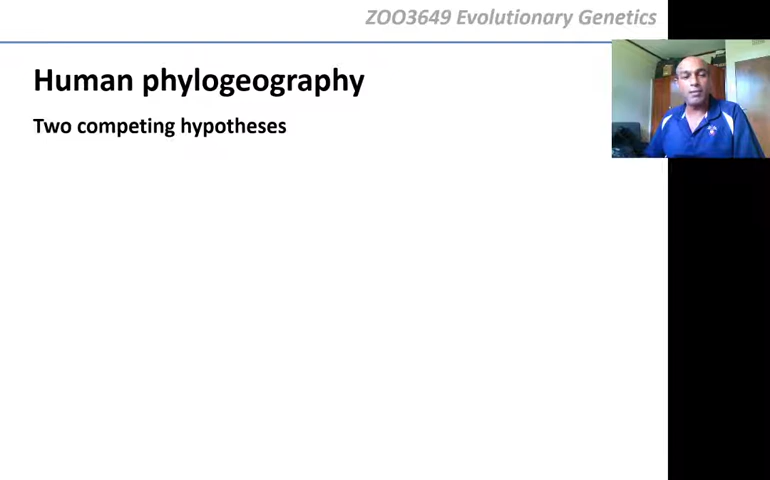 ZOO3649 Evolutionary Genetics
Human phylogeography
Two competing hypotheses